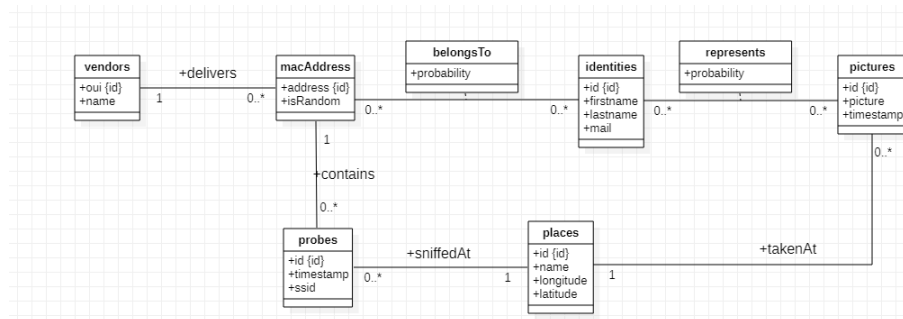 belongsTo
+probability
represents
+probability
vendors
+oui {id}
+name
+delivers
1
0..*
macAddress
+address {id}
+isRandom
0..*
0..*
identities
+id {id}
+firstname
+lastname
+mail
0..*
0..*
pictures
+id {id}
+picture
+timestamp
1
+contains
0..*
0..*
probes
+id {id}
+timestamp
+ssid
+sniffedAt
0..*
1
places
+id {id}
+name
+longitude
+latitude
+takenAt
1